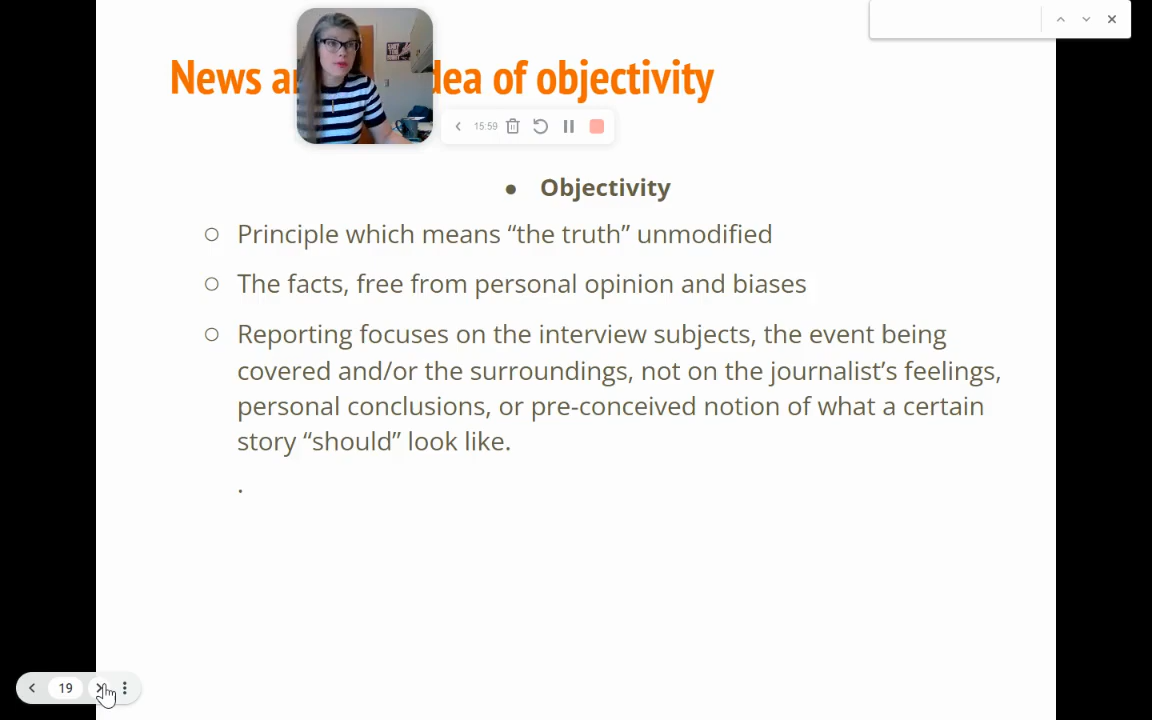 News a dea of objectivity
15:59
● Objectivity
○ Principle which means “the truth” unmodified
○ The facts, free from personal opinion and biases
○ Reporting focuses on the interview subjects, the event being
covered and/or the surroundings, not on the journalist’s feelings,
personal conclusions, or pre-conceived notion of what a certain
story “should” look like.
.
19